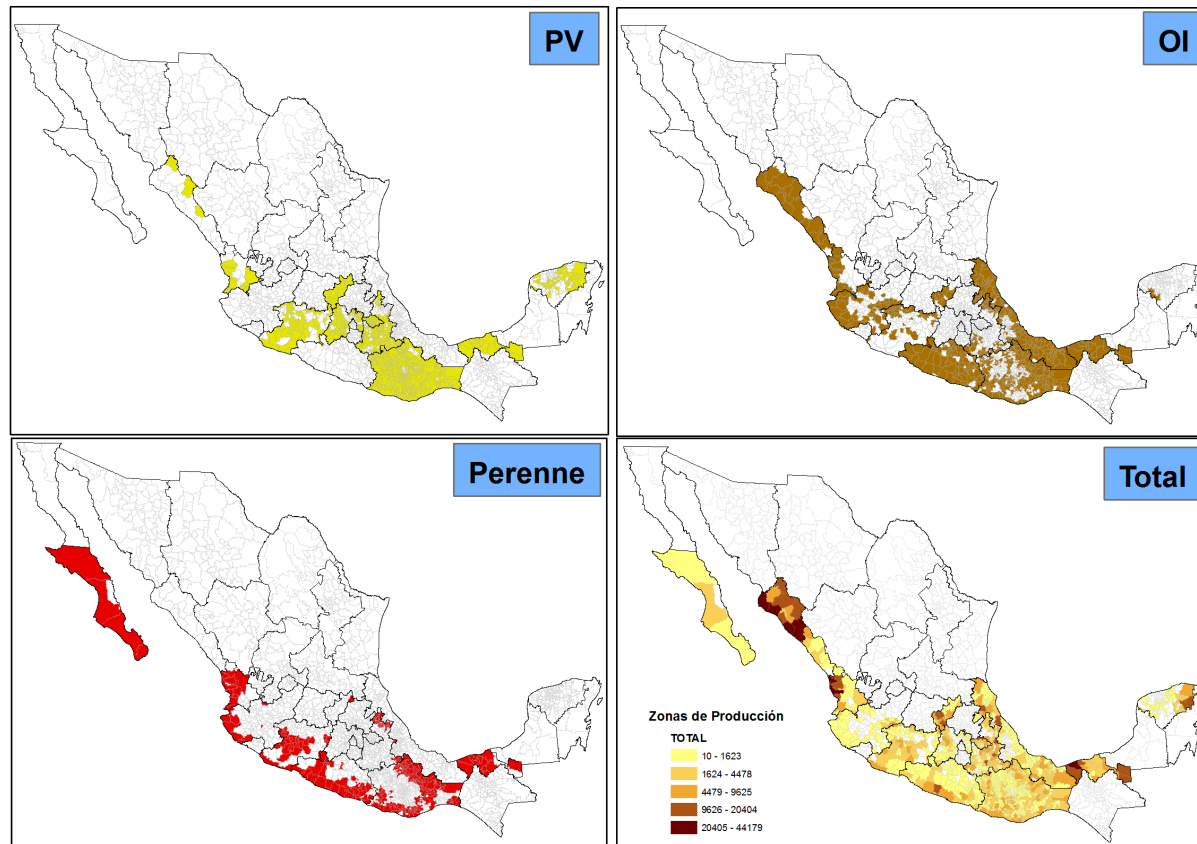 PV
OI
Perenne
Total
Zonas de Producción
TOTAL
10 - 1623
1624 - 4478
4479 - 9625
9626 - 20404
20405 - 44179